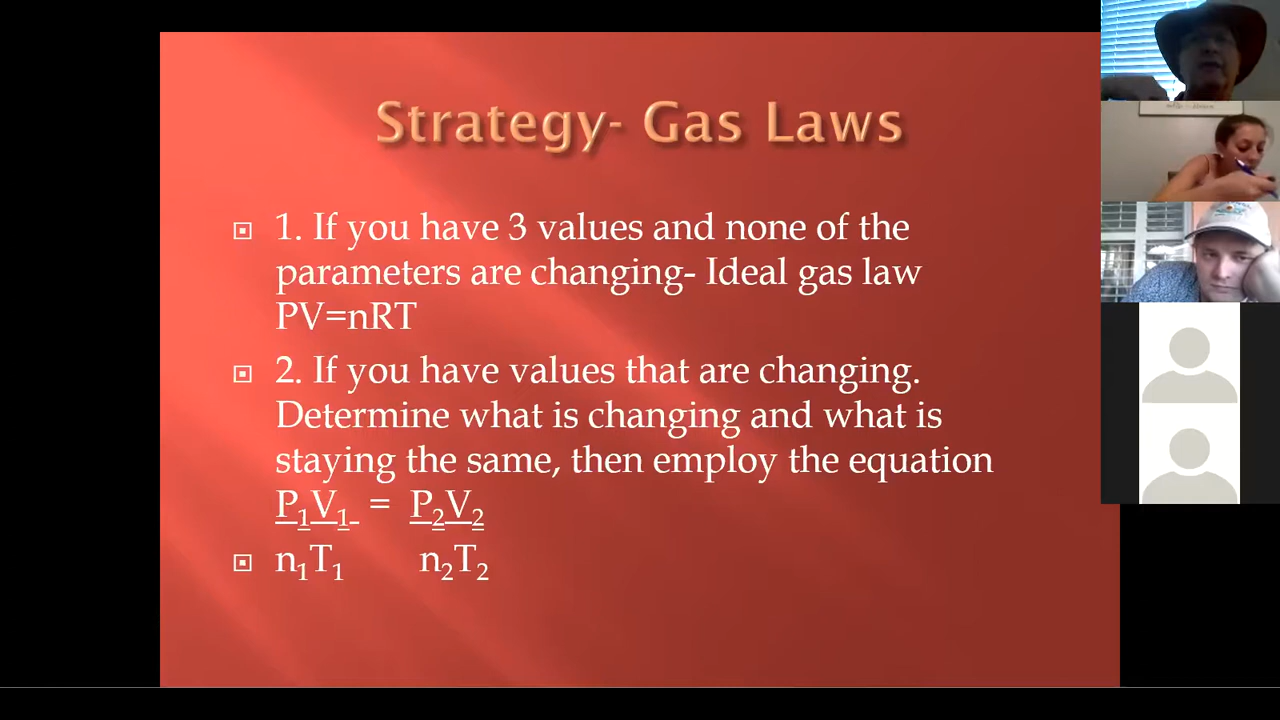 Strategy- Gas Laws
1. If you have 3 values and none of the
parameters are changing- Ideal gas law
PV=nRT
2. If you have values that are changing.
Determine what is changing and what is
staying the same, then employ the equation
P₁V₁ = P₂V₂
n₁T₁ n₂T₂